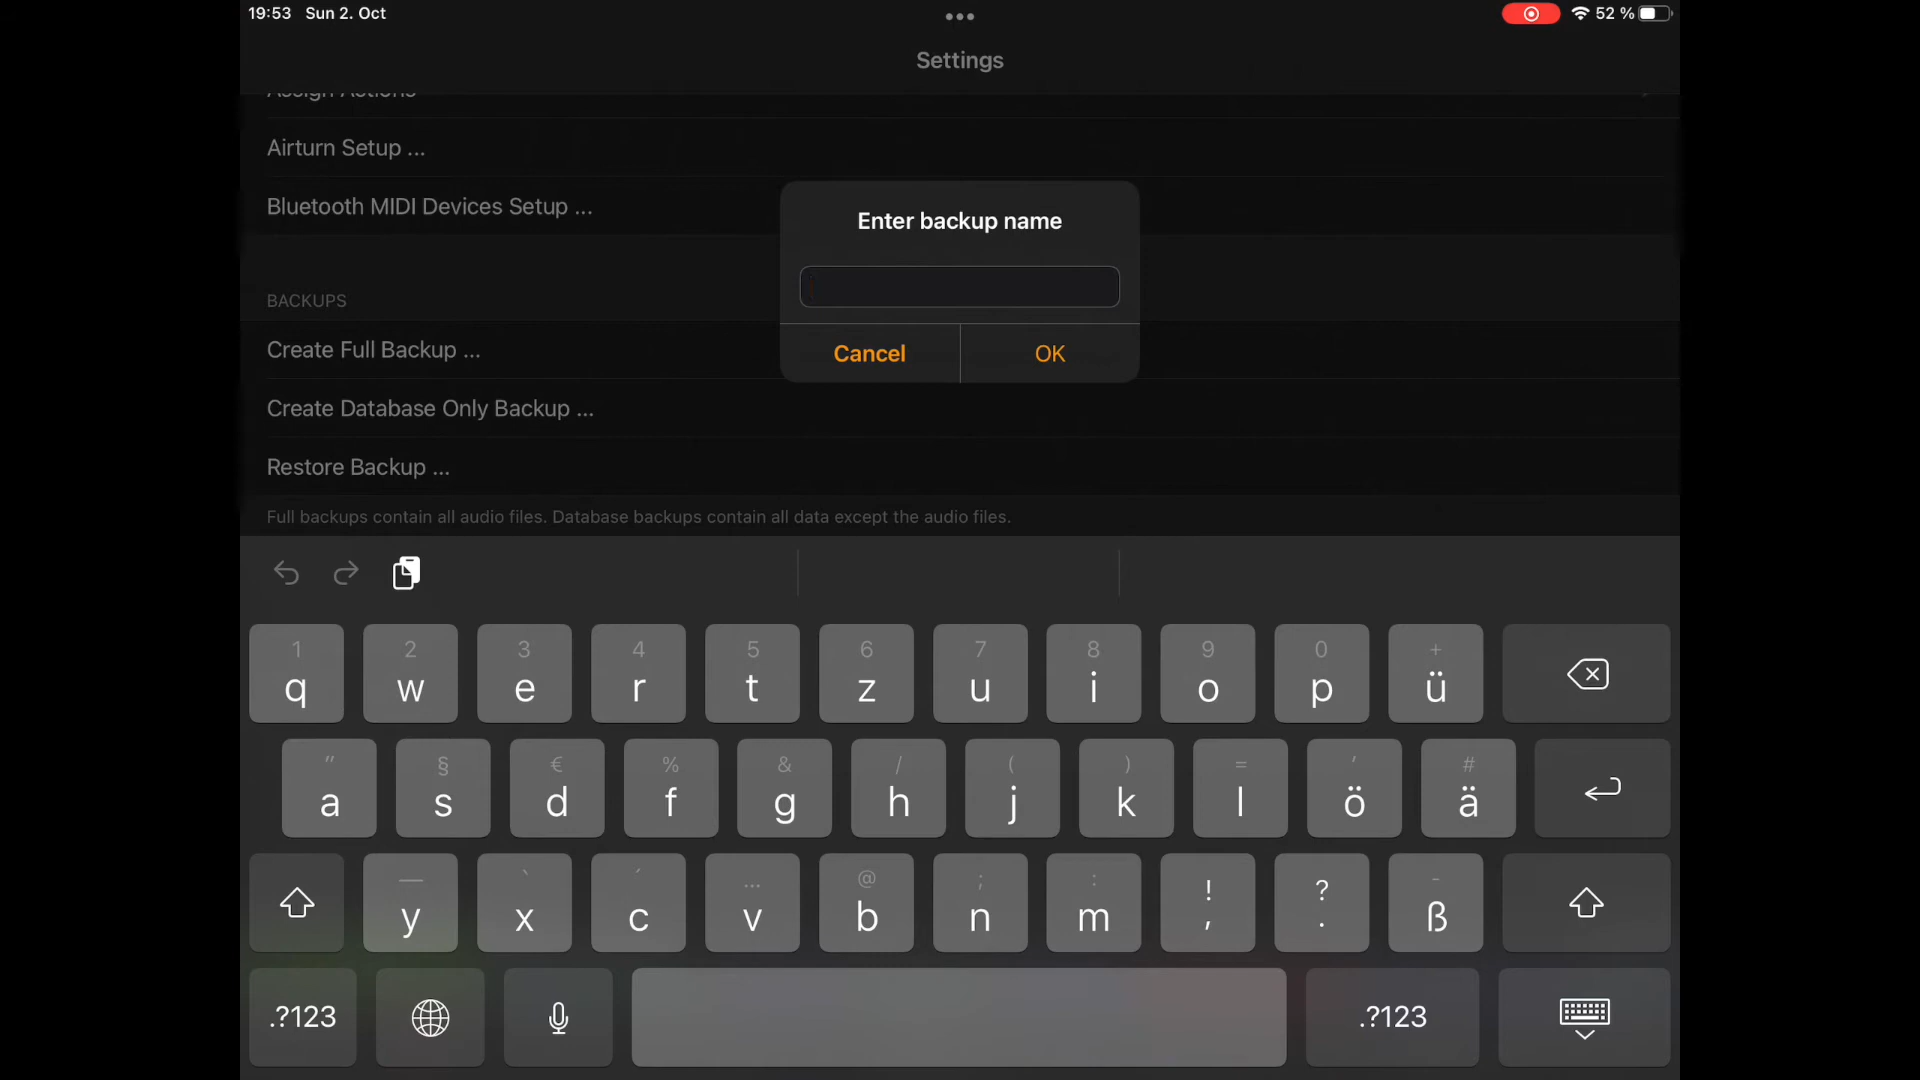 19:53 Sun 2. Oct
52 %
Settings
Assign Actions
Airturn Setup ...
Bluetooth MIDI Devices Setup ...
Enter backup name
Cancel
OK
BACKUPS
Create Full Backup ...
Create Database Only Backup ...
Restore Backup ...
Full backups contain all audio files. Database backups contain all data except the audio files.
1 2 3 4 5 6 7 8 9 0 +
q w e r t z u i o p ü
" § € % & / ( ) = ' #
a s d f g h j k l ö ä
— ` ´ ... @ ; : ! ? -
y x c v b n m , . ß
.?123 .?123